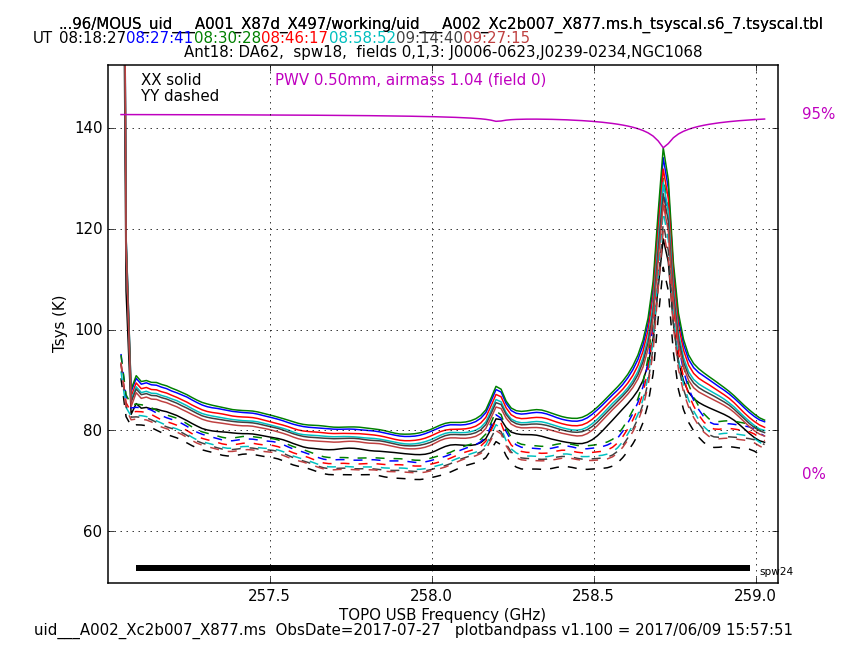 ...96/MOUS_uid___A001_X87d_X497/working/uid___A002_Xc2b007_X877.ms.h_tsyscal.s6_7.tsyscal.tbl
UT 08:18:27 08:27:41 08:30:28 08:46:17 08:58:52 09:14:40 09:27:15
Ant18: DA62, spw18, fields 0,1,3: J0006-0623,J0239-0234,NGC1068
XX solid
YY dashed
PWV 0.50mm, airmass 1.04 (field 0)
95%
0%
140
120
100
80
60
Tsys (K)
spw24
257.5 258.0 258.5 259.0
TOPO USB Frequency (GHz)
uid___A002_Xc2b007_X877.ms ObsDate=2017-07-27 plotbandpass v1.100 = 2017/06/09 15:57:51